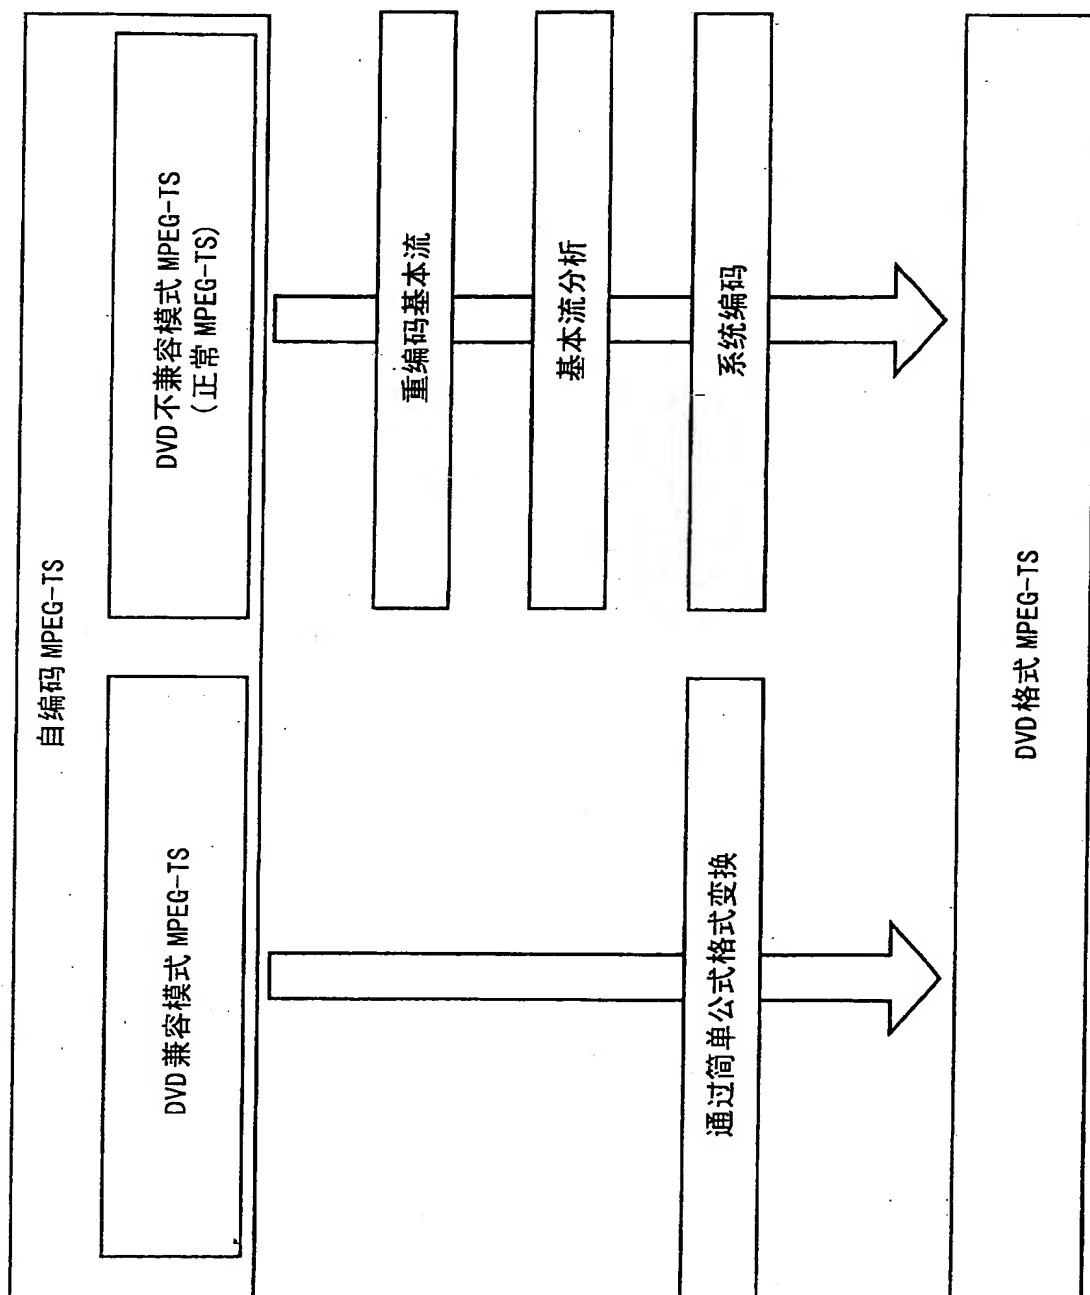 自编码 MPEG-TS
DVD 兼容模式 MPEG-TS
DVD 不兼容模式 MPEG-TS
(正常 MPEG-TS)
重编码基本流
基本流分析
系统编码
通过简单公式格式变换
DVD 格式 MPEG-TS